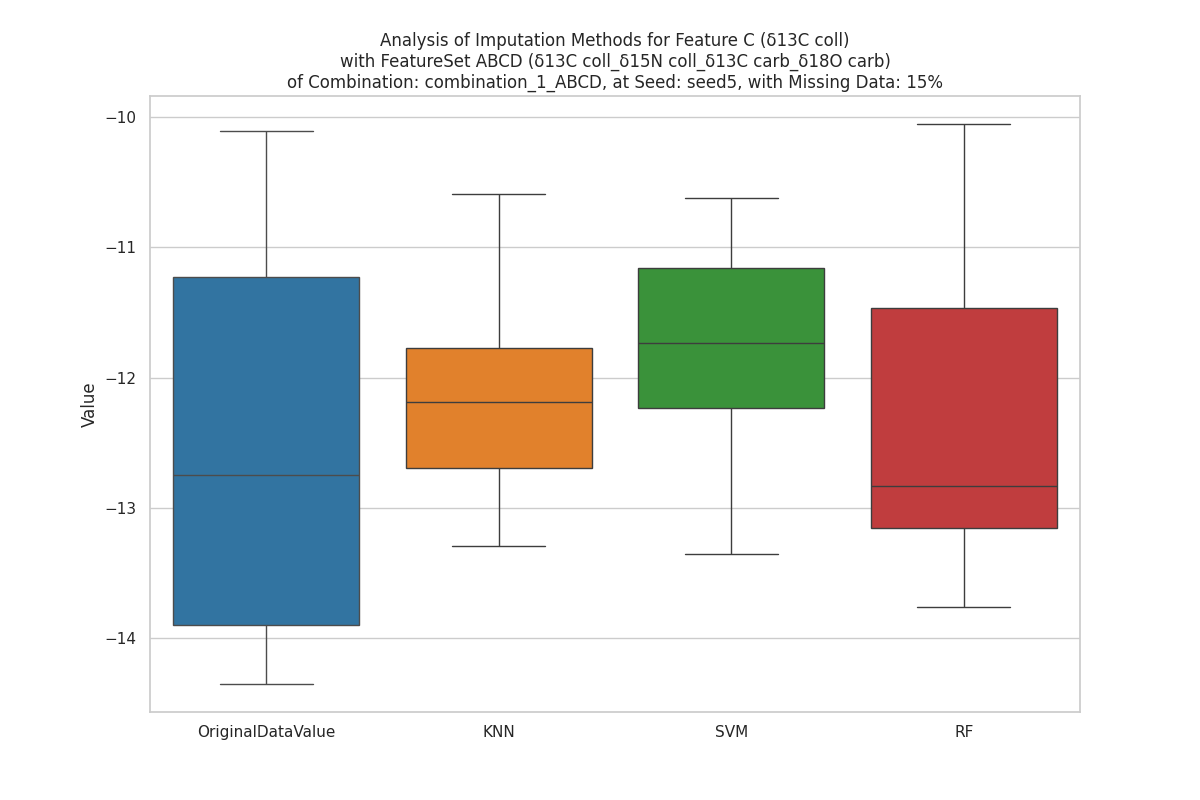 Analysis of Imputation Methods for Feature C (δ13C coll)
with FeatureSet ABCD (δ13C coll_δ15N coll_δ13C carb_δ18O carb)
of Combination: combination_1_ABCD, at Seed: seed5, with Missing Data: 15%
Value
−10
−11
−12
−13
−14
OriginalDataValue
KNN
SVM
RF